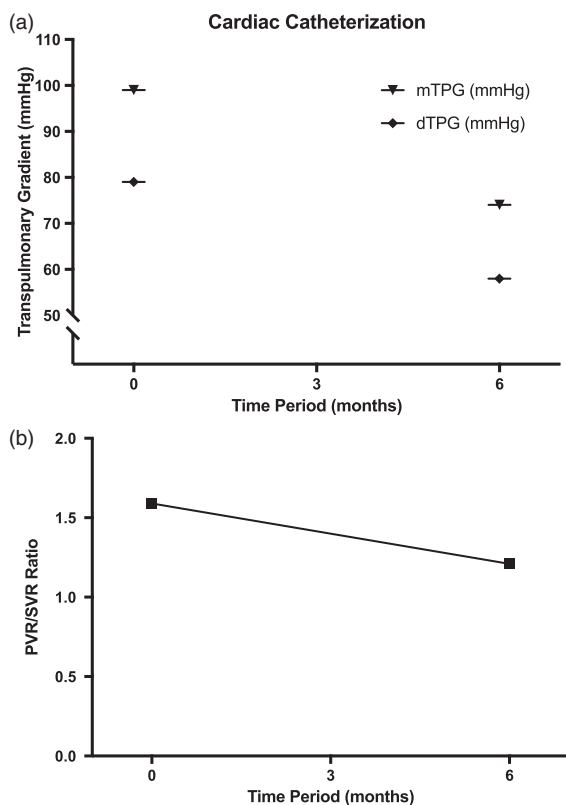 (a)
Cardiac Catheterization
Transpulmonary Gradient (mmHg)
110
100
90
80
70
60
50
mTPG (mmHg)
dTPG (mmHg)
0 3 6
Time Period (months)
(b)
PVR/SVR Ratio
2.0
1.5
1.0
0.5
0.0
0 3 6
Time Period (months)